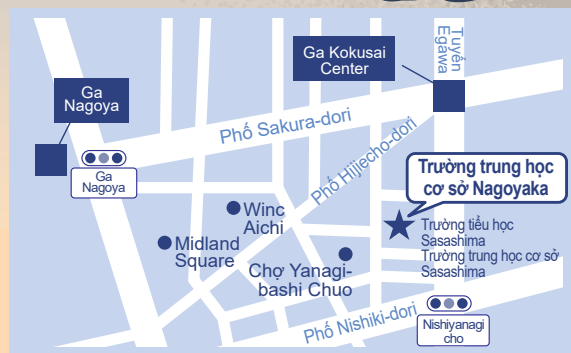 Ga
Nagoya
Ga Kokusai
Center
Tuyến
Egawa
Phố Sakura-dori
Phố Hijiecho-dori
Ga
Nagoya
Trường trung học
cơ sở Nagoyaka
Winc
Aichi
Midland
Square
Chợ Yanagi-
bashi Chuo
Trường tiểu học
Sasashima
Trường trung học cơ sở
Sasashima
Phố Nishiki-dori
Nishiyanagi
cho